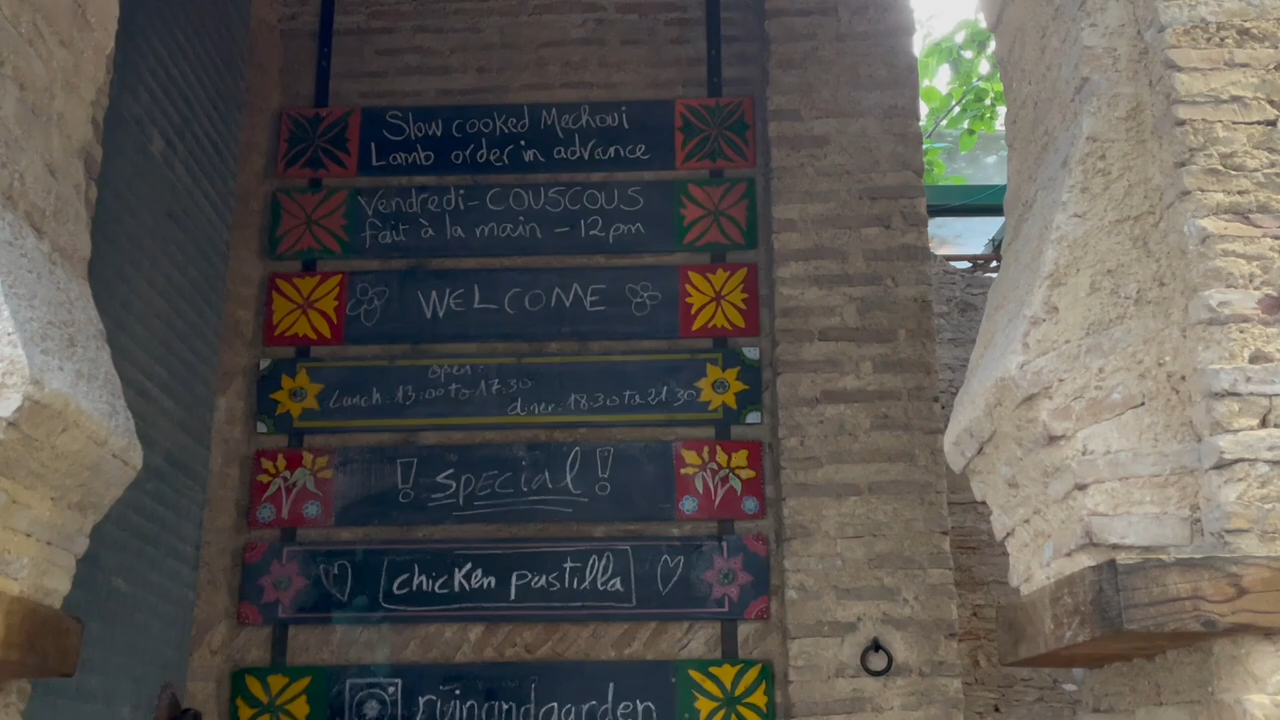 Slow cooked Mechoui
Lamb order in advance
Vendredi - COUSCOUS
fait à la main - 12pm
WELCOME
open:
Lunch: 13:00 to 17:30
diner: 18.30 to 21.30
! SPECial !
chicken pastilla
ruinandgarden